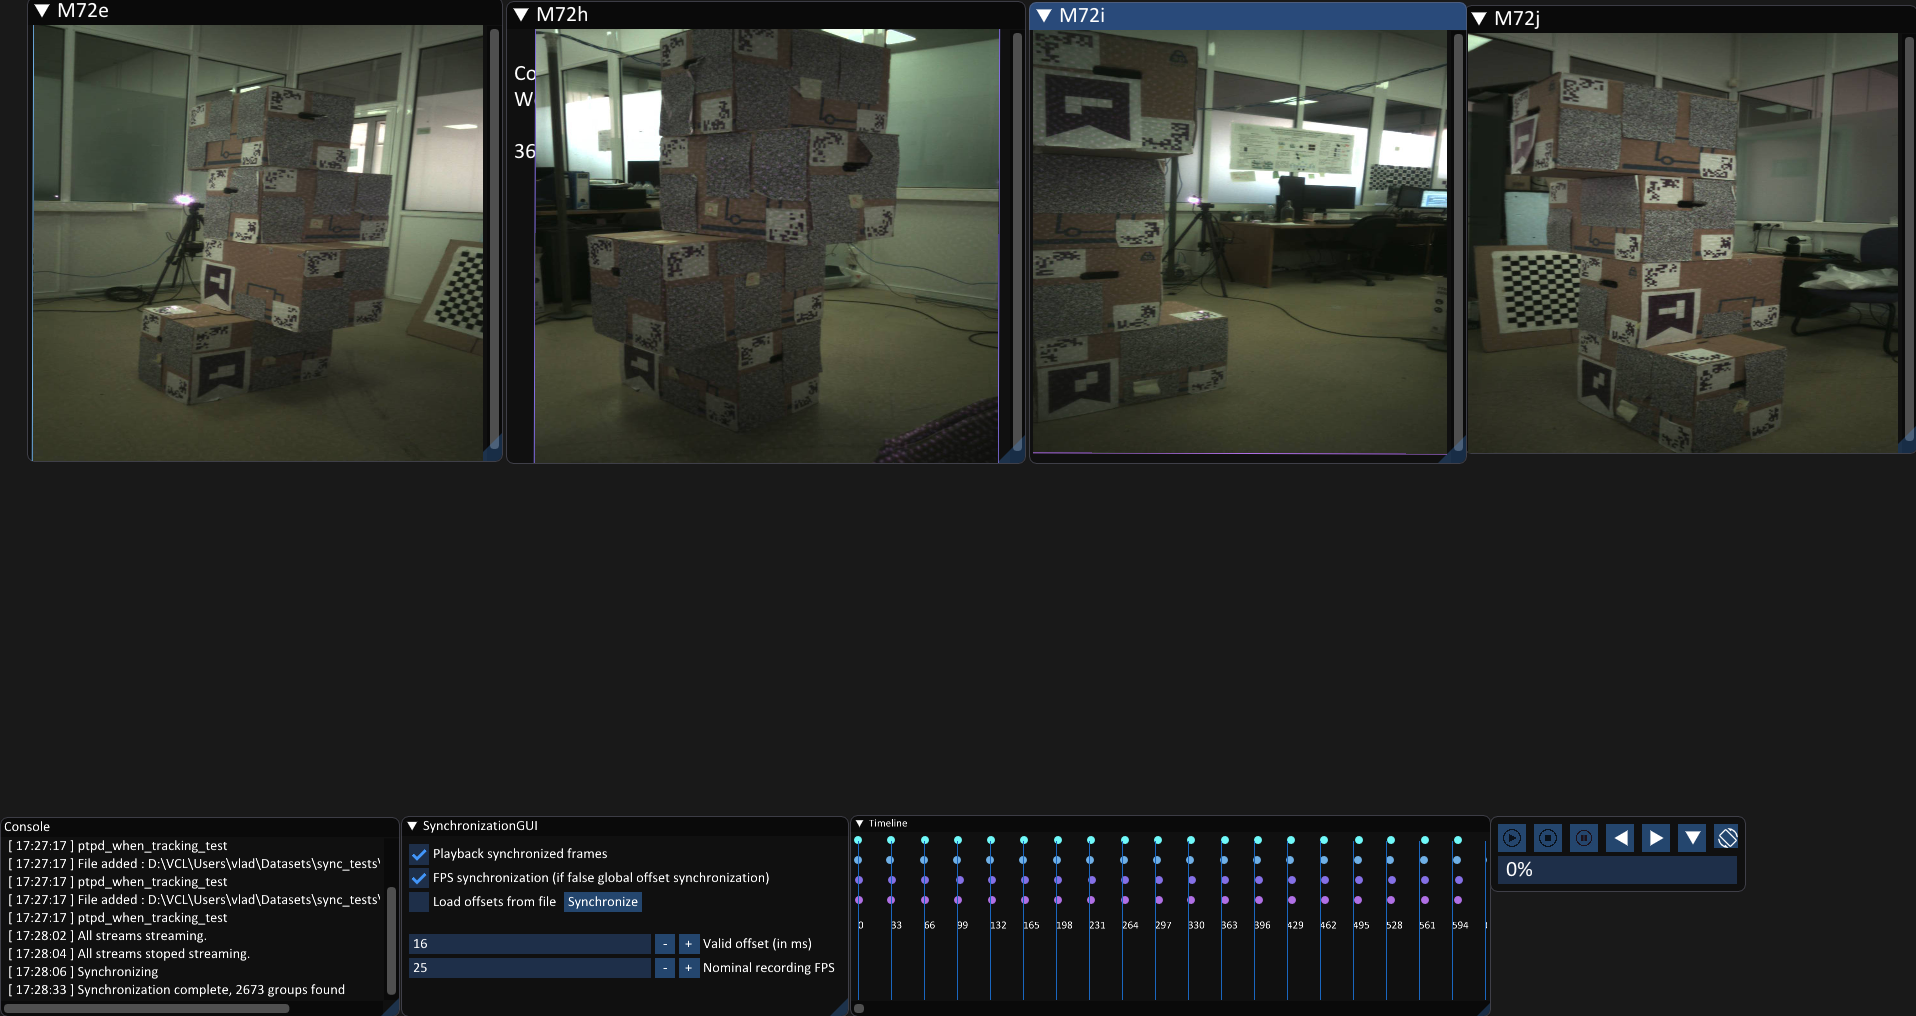 M72e
M72h
M72i
M72j
Co
W
36
Console
[ 17:27:17 ] ptpd_when_tracking_test
[ 17:27:17 ] File added : D:\VCL\Users\vlad\Datasets\sync_tests\
[ 17:27:17 ] ptpd_when_tracking_test
[ 17:27:17 ] File added : D:\VCL\Users\vlad\Datasets\sync_tests\
[ 17:27:17 ] ptpd_when_tracking_test
[ 17:28:02 ] All streams streaming.
[ 17:28:04 ] All streams stoped streaming.
[ 17:28:06 ] Synchronizing
[ 17:28:33 ] Synchronization complete, 2673 groups found
SynchronizationGUI
Playback synchronized frames
FPS synchronization (if false global offset synchronization)
Load offsets from file Synchronize
16 - + Valid offset (in ms)
25 - + Nominal recording FPS
Timeline
0 33 66 99 132 165 198 231 264 297 330 363 396 429 462 495 528 561 594
0%